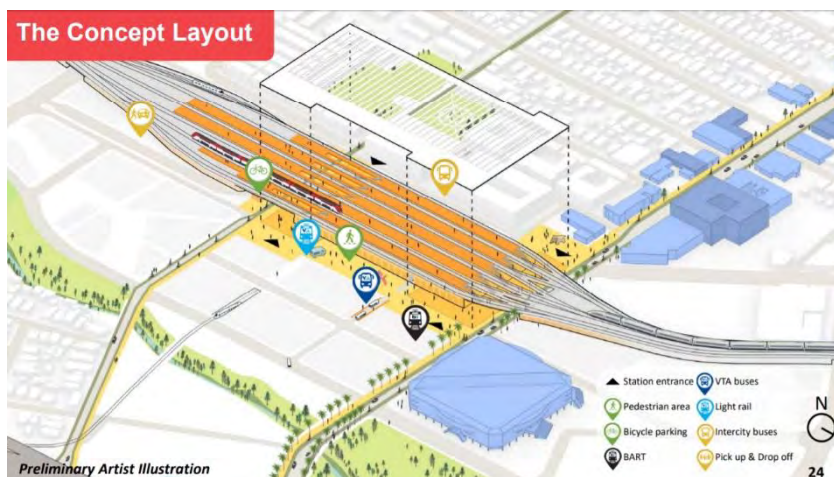 The Concept Layout
Station entrance
VTA buses
Pedestrian area
Light rail
Bicycle parking
Intercity buses
BART
Pick up & Drop off
N
Preliminary Artist Illustration
24